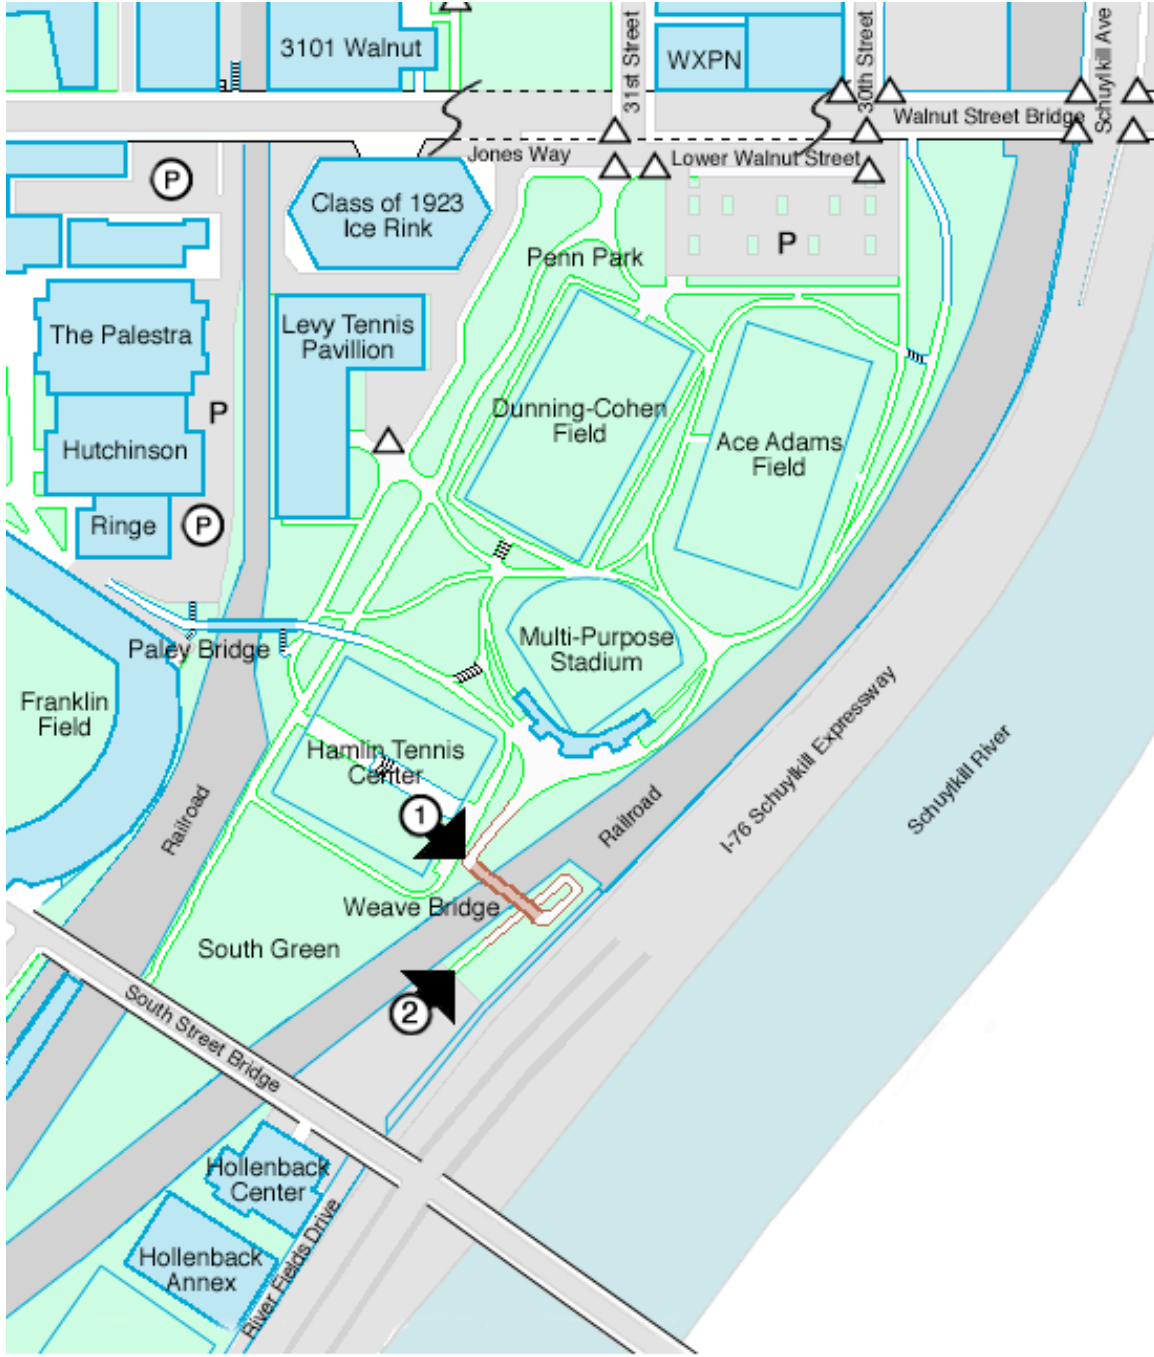 3101 Walnut
WXPN
31st Street
30th Street
Schuylkill Ave
Walnut Street Bridge
Jones Way
Lower Walnut Street
P
Class of 1923
Ice Rink
Penn Park
P
The Palestra
Levy Tennis
Pavillion
P
Dunning-Cohen
Field
Ace Adams
Field
Hutchinson
Ringe
P
Paley Bridge
Multi-Purpose
Stadium
Franklin
Field
Hamlin Tennis
Center
Railroad
1
Railroad
I-76 Schuylkill Expressway
Schuylkill River
Weave Bridge
South Green
2
South Street Bridge
Hollenback
Center
Hollenback
Annex
River Fields Drive